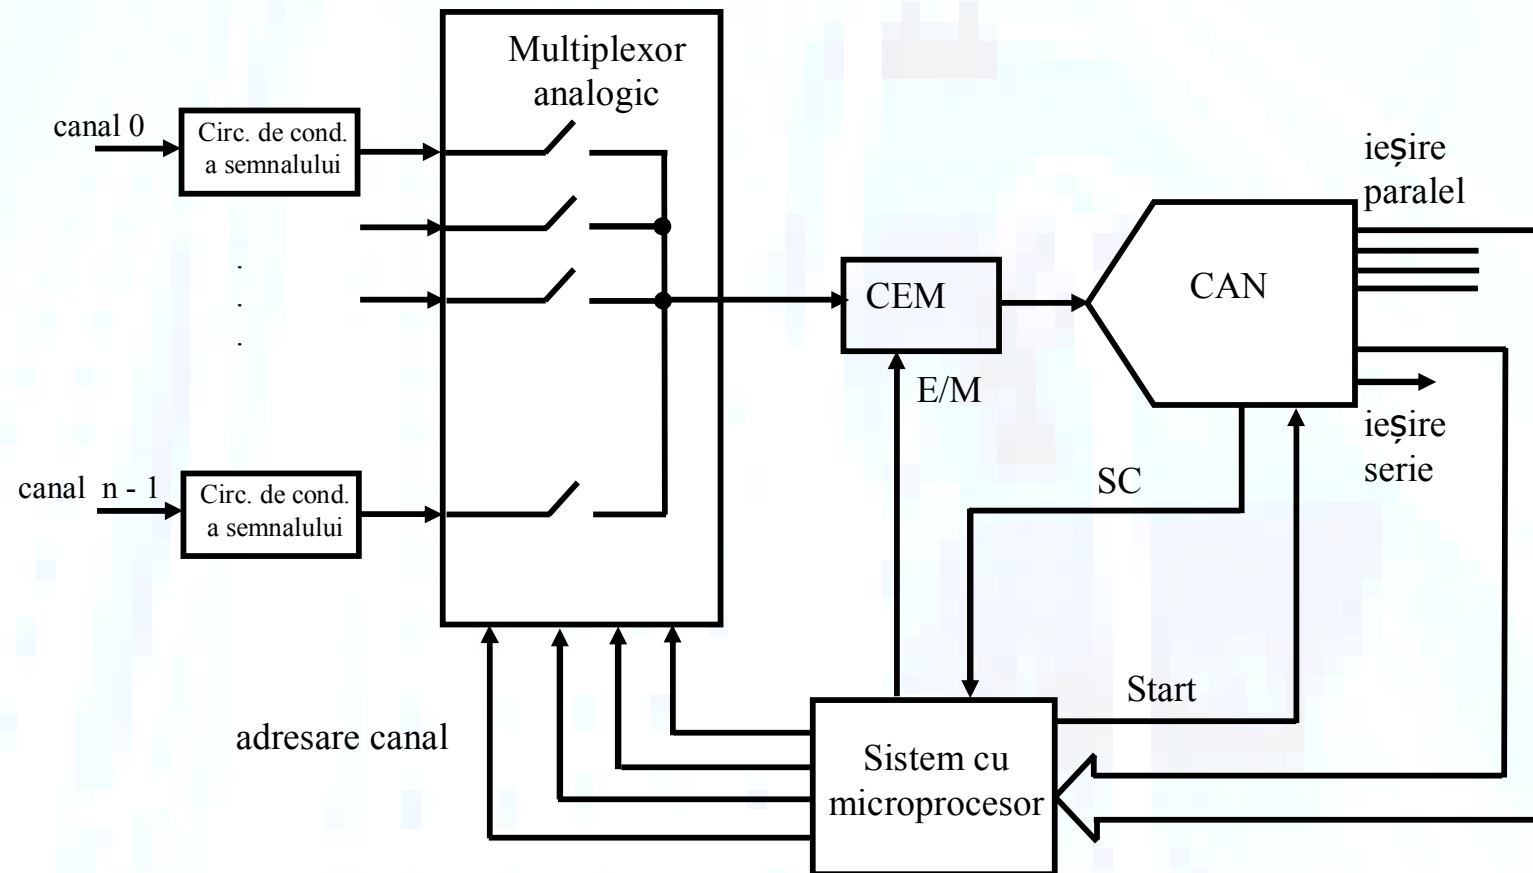 Multiplexor
analogic
canal 0
Circ. de cond.
a semnalului
ieșire
paralel
CEM
CAN
E/M
ieșire
serie
canal n - 1
Circ. de cond.
a semnalului
SC
Start
adresare canal
Sistem cu
microprocesor